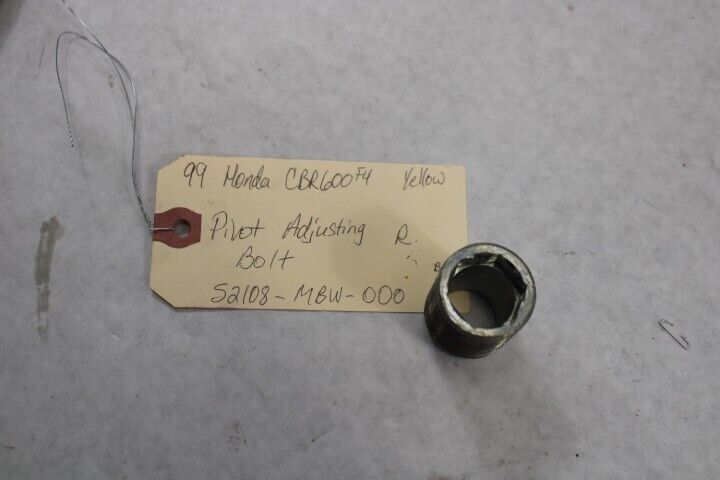 99 Honda CBR600F4 Yellow
Pivot Adjusting R.
Bolt
52108-MBW-000